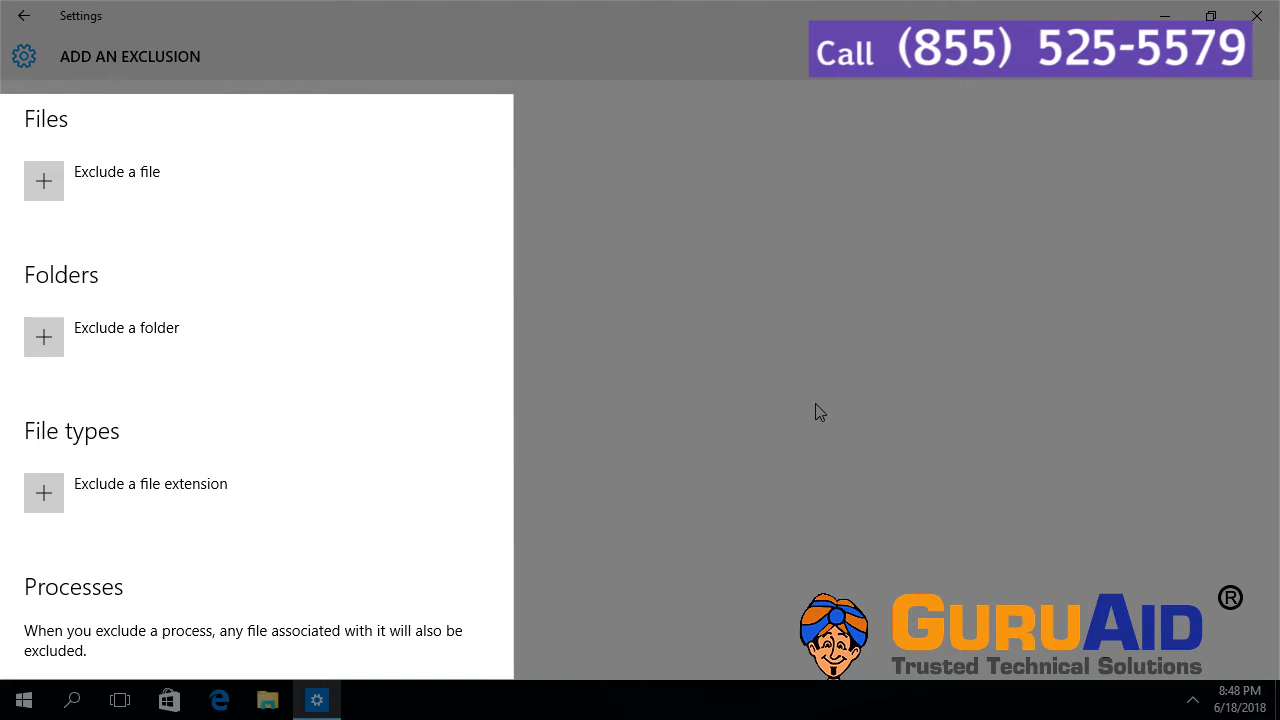 Settings
ADD AN EXCLUSION
Call (855) 525-5579
Files
Exclude a file
Folders
Exclude a folder
File types
Exclude a file extension
Processes
When you exclude a process, any file associated with it will also be
excluded.
GURUAID ®
Trusted Technical Solutions
8:48 PM
6/18/2018